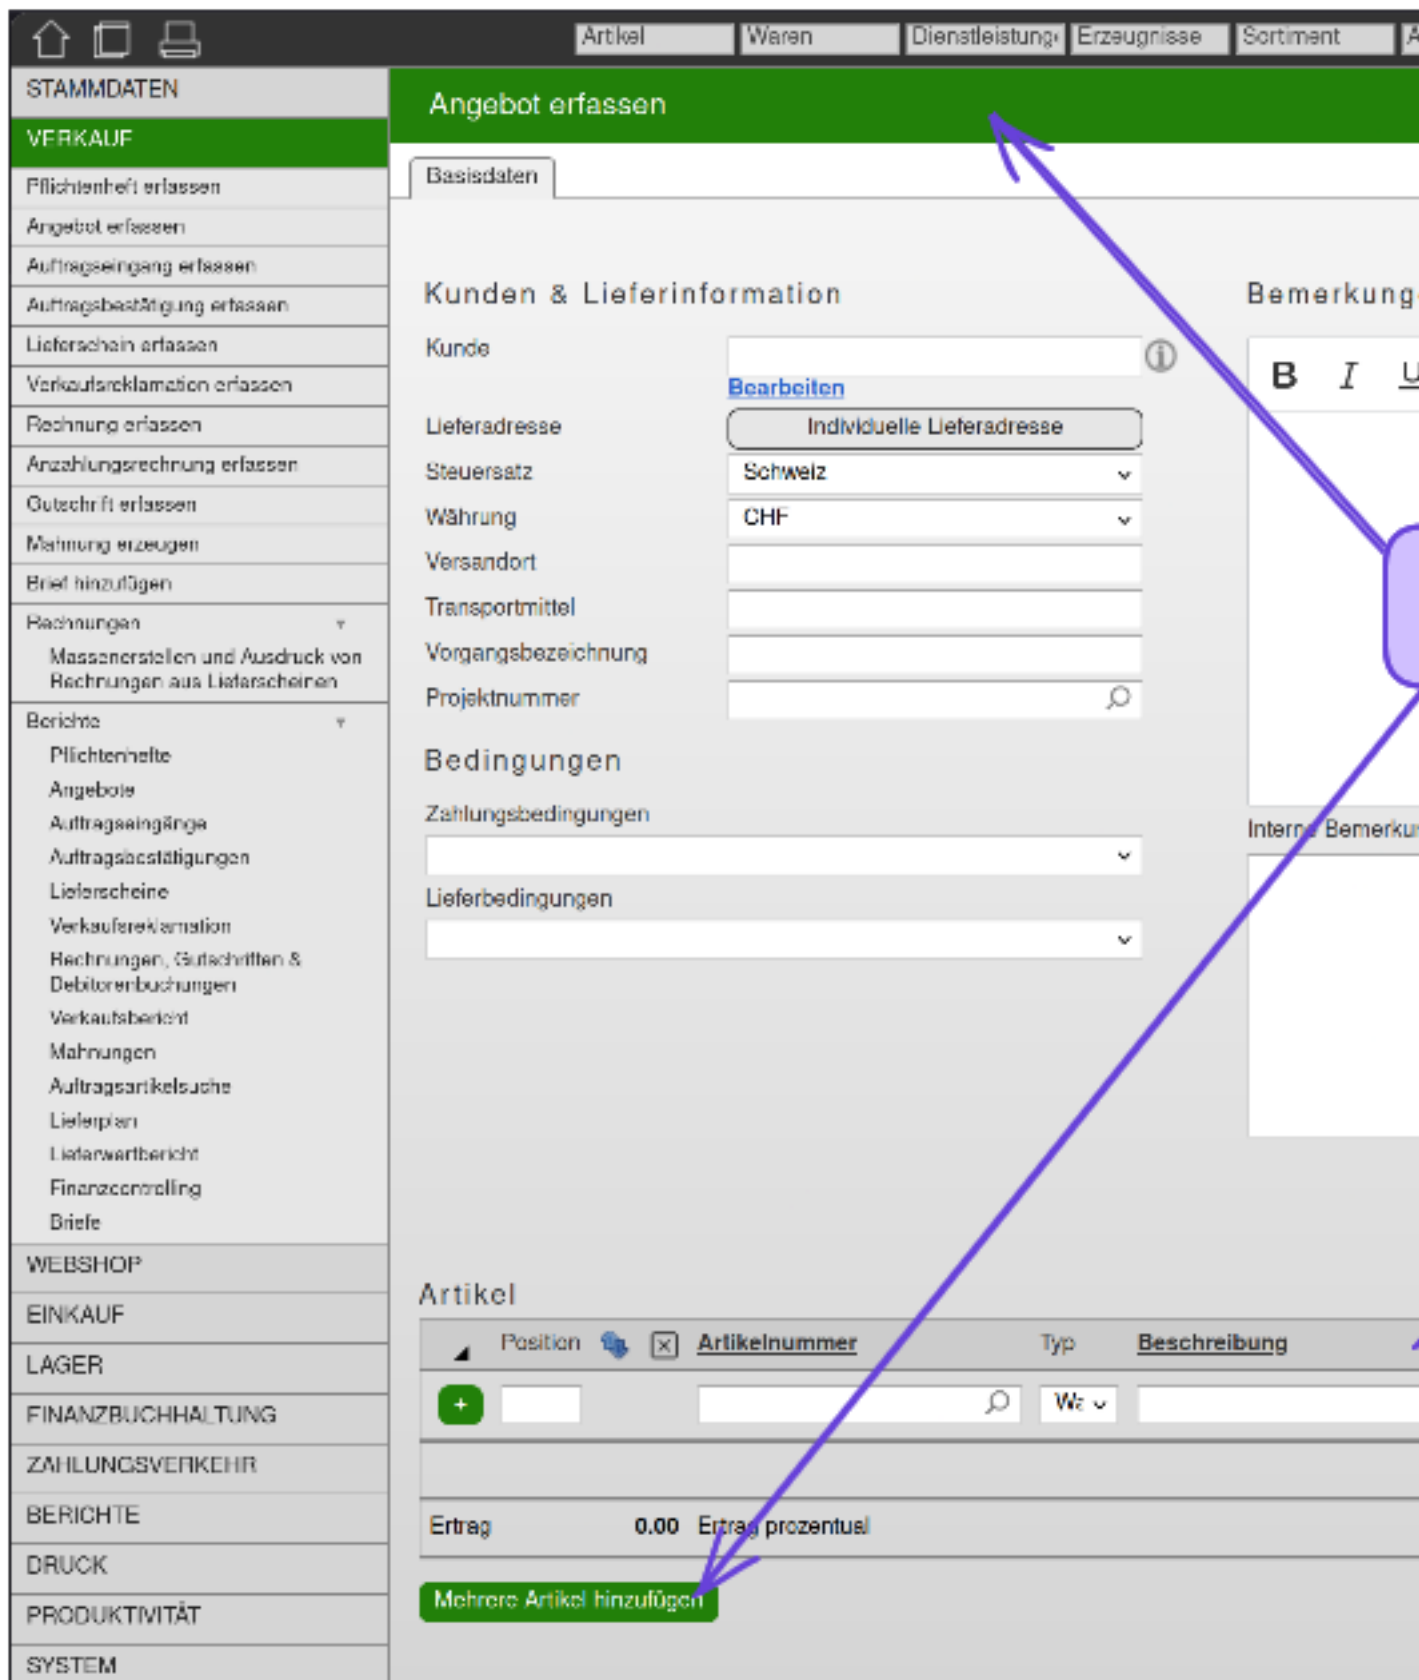 Artikel Waren Dienstleistung Erzeugnisse Sortiment A
STAMMDATEN
VERKAUF
Pflichtenheft erfassen
Angebot erfassen
Auftragseingang erfassen
Auftragsbestätigung erfassen
Lieferschein erfassen
Verkaufsreklamation erfassen
Rechnung erfassen
Anzahlungsrechnung erfassen
Gutschrift erfassen
Mahnung erzeugen
Brief hinzufügen
Rechnungen
Massenerstellen und Ausdruck von
Rechnungen aus Lieferscheinen
Berichte
Pflichtenhefte
Angebote
Auftragseingänge
Auftragsbestätigungen
Lieferscheine
Verkaufsreklamation
Rechnungen, Gutschriften &
Debitorenbuchungen
Verkaufsbericht
Mahnungen
Auftragsartikelsuche
Lieferplan
Lieferwertbericht
Finanzcontrolling
Briefe
WEBSHOP
EINKAUF
LAGER
FINANZBUCHHALTUNG
ZAHLUNGSVERKEHR
BERICHTE
DRUCK
PRODUKTIVITÄT
SYSTEM
Angebot erfassen
Basisdaten
Kunden & Lieferinformation
Kunde
Bearbeiten
Lieferadresse Individuelle Lieferadresse
Steuersatz Schweiz
Währung CHF
Versandort
Transportmittel
Vorgangsbezeichnung
Projektnummer
Bedingungen
Zahlungsbedingungen
Lieferbedingungen
Bemerkung
B I U
Interne Bemerku
Artikel
Position Artikelnummer Typ Beschreibung
+ Wa
Ertrag 0.00 Ertrag prozentual
Mehrere Artikel hinzufügen